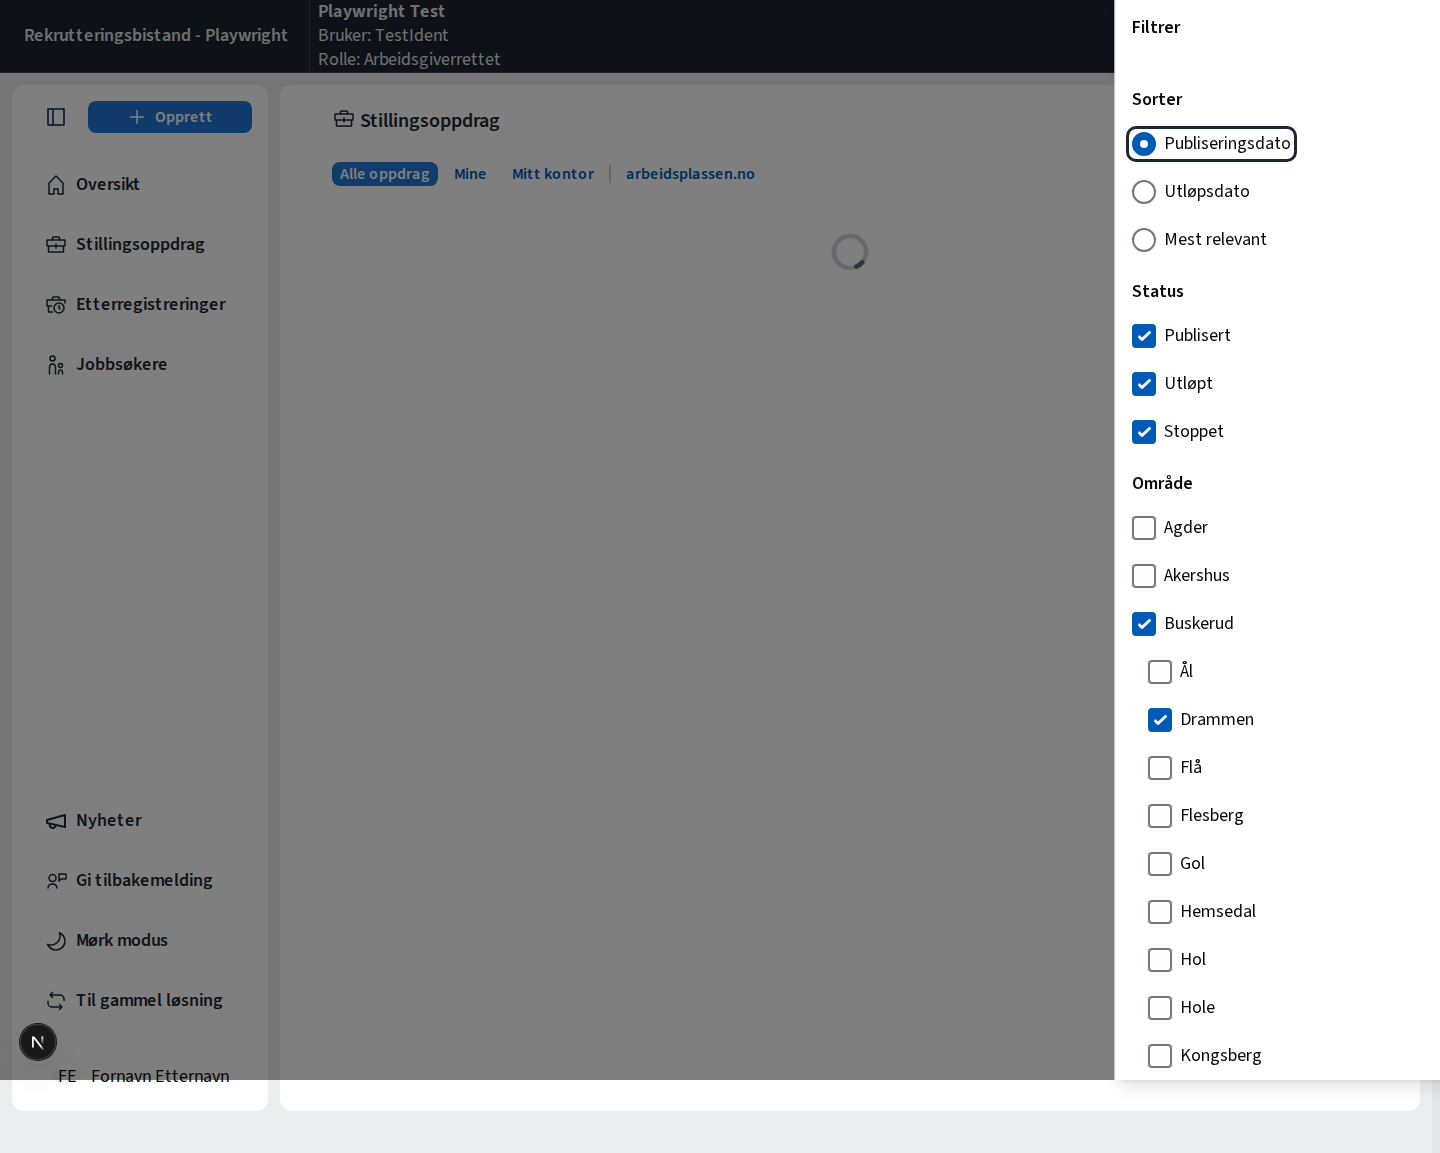 Rekrutteringsbistand - Playwright
Playwright Test
Bruker: TestIdent
Rolle: Arbeidsgiverrettet
Opprett
Oversikt
Stillingsoppdrag
Etterregistreringer
Jobbsøkere
Nyheter
Gi tilbakemelding
Mørk modus
Til gammel løsning
N
FE Fornavn Etternavn
Stillingsoppdrag
Alle oppdrag Mine Mitt kontor arbeidsplassen.no
Filtrer
Sorter
Publiseringsdato
Utløpsdato
Mest relevant
Status
Publisert
Utløpt
Stoppet
Område
Agder
Akershus
Buskerud
Ål
Drammen
Flå
Flesberg
Gol
Hemsedal
Hol
Hole
Kongsberg